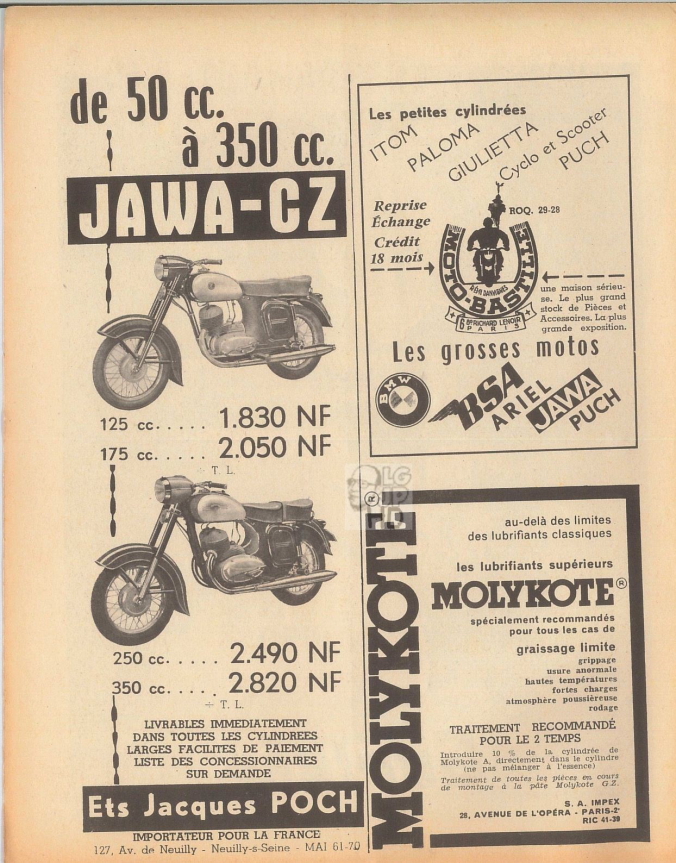 de 50 cc.
à 350 cc.
JAWA-CZ
125 cc. . . . . . 1.830 NF
175 cc. . . . . . 2.050 NF
+ T. L.
250 cc. . . . . . 2.490 NF
350 cc. . . . . . 2.820 NF
+ T. L.
LIVRABLES IMMEDIATEMENT
DANS TOUTES LES CYLINDREES
LARGES FACILITES DE PAIEMENT
LISTE DES CONCESSIONNAIRES
SUR DEMANDE
Ets Jacques POCH
IMPORTATEUR POUR LA FRANCE
127, Av. de Neuilly - Neuilly-s-Seine - MAI 61-70
Les petites cylindrées
ITOM
PALOMA
GIULIETTA
Cyclo et Scooter
PUCH
Reprise
Échange
Crédit
18 mois
ROQ. 29-28
MOTO-BASTILLE
6 Bd RICHARD LENOIR
PARIS
une maison sérieu-
se. Le plus grand
stock de Pièces et
Accessoires. La plus
grande exposition.
Les grosses motos
BMW
BSA
ARIEL
JAWA
PUCH
MOLYKOTE®
au-delà des limites
des lubrifiants classiques
les lubrifiants supérieurs
MOLYKOTE®
spécialement recommandés
pour tous les cas de
graissage limite
grippage
usure anormale
hautes températures
fortes charges
atmosphère poussièreuse
rodage
TRAITEMENT RECOMMANDÉ
POUR LE 2 TEMPS
Introduire 10 % de la cylindrée de
Molykote A, directement dans le cylindre
(ne pas mélanger à l'essence)
Traitement de toutes les pièces en cours
de montage à la pâte Molykote G.Z.
S. A. IMPEX
28, AVENUE DE L'OPÉRA - PARIS-2e
RIC 41-39